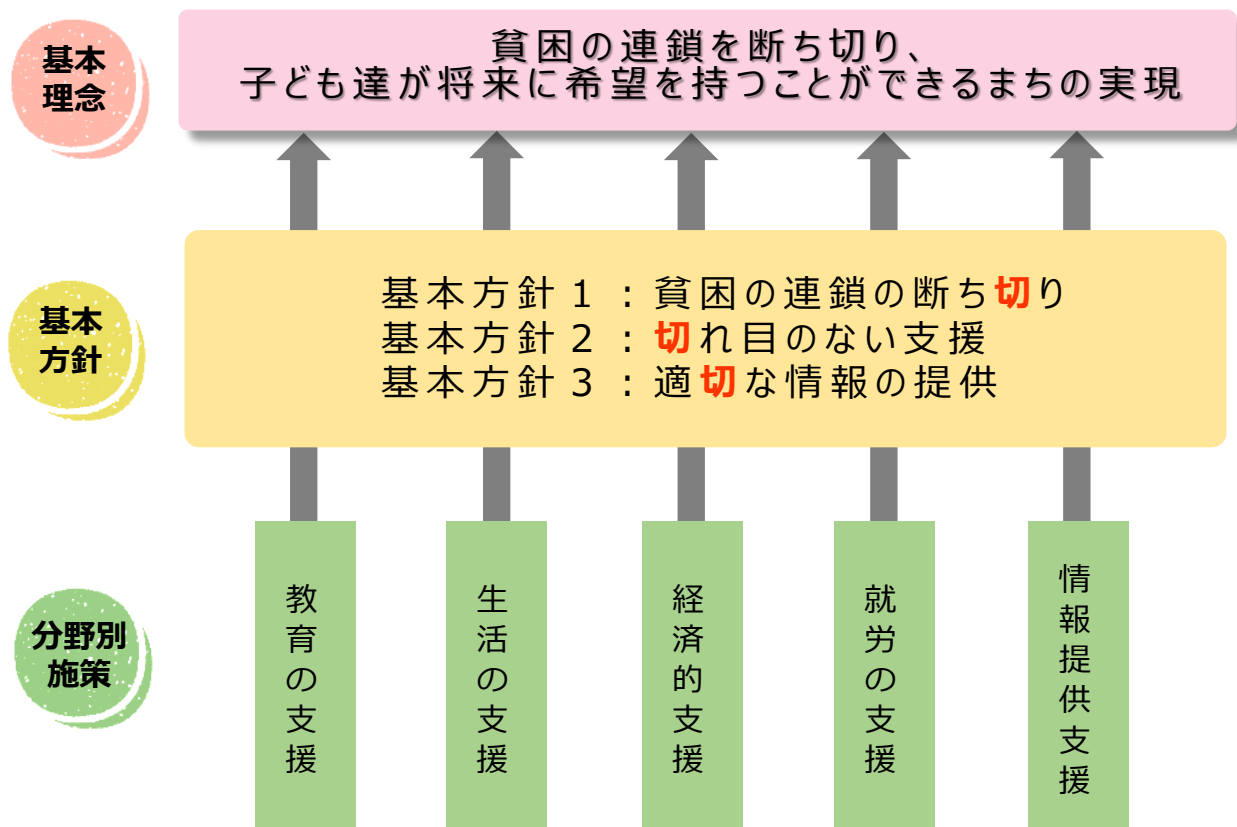 基本
理念
貧困の連鎖を断ち切り、
子ども達が将来に希望を持つことができるまちの実現
基本
方針
基本方針１：貧困の連鎖の断ち切り
基本方針２：切れ目のない支援
基本方針３：適切な情報の提供
分野別
施策
教育の支援
生活の支援
経済的支援
就労の支援
情報提供支援